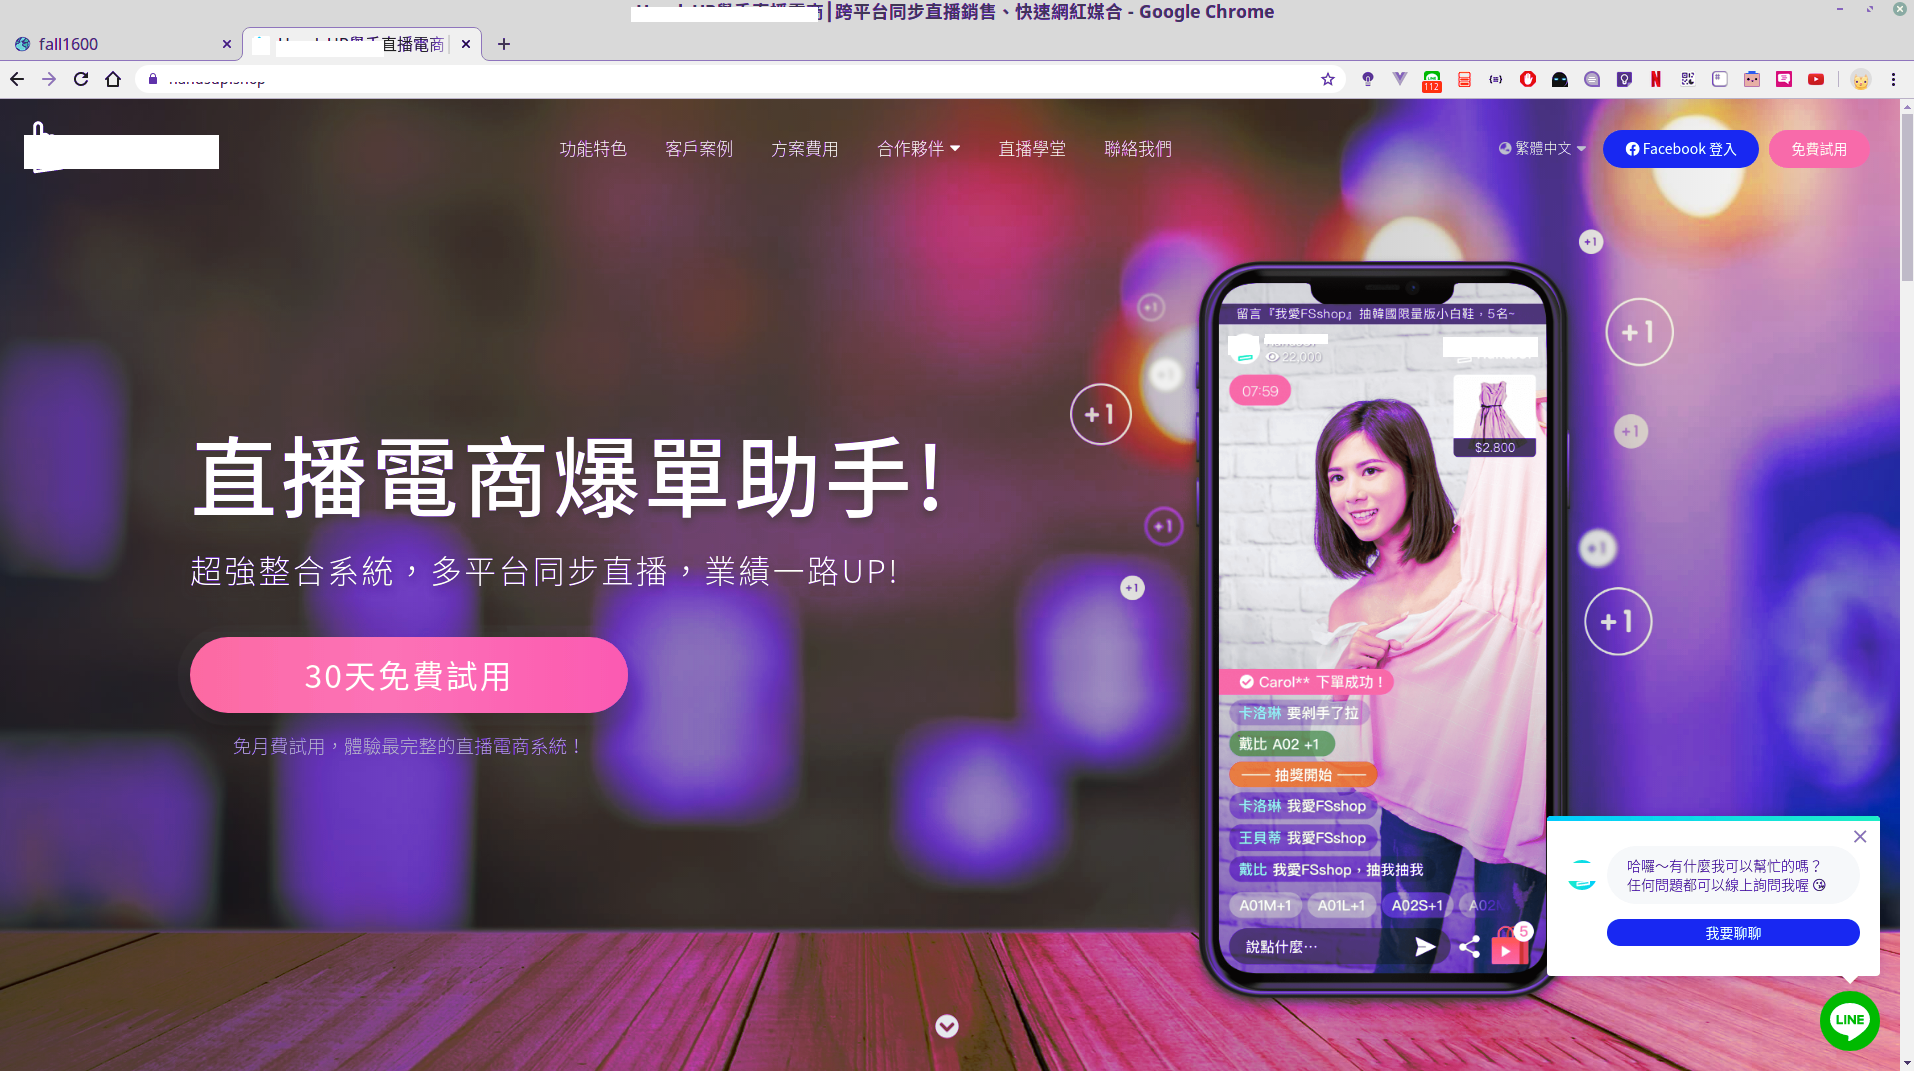 直播電商 | 跨平台同步直播銷售、快速網紅媒合 - Google Chrome
fall1600
直播電商
112
功能特色 客戶案例 方案費用 合作夥伴 直播學堂 聯絡我們 繁體中文 Facebook 登入 免費試用
直播電商爆單助手!
超強整合系統，多平台同步直播，業績一路UP!
30天免費試用
免月費試用，體驗最完整的直播電商系統！
+1
+1
+1
+1
+1
+1
+1
+1
+1
+1
留言『我愛FSshop』抽韓國限量版小白鞋，5名~
22,000
07:59
$2,800
Carol** 下單成功！
卡洛琳 要剁手了拉
戴比 A02 +1
抽獎開始
卡洛琳 我愛FSshop
王貝蒂 我愛FSshop
戴比 我愛FSshop，抽我抽我
A01M+1 A01L+1 A02S+1
說點什麼…
5
哈囉～有什麼我可以幫忙的嗎？
任何問題都可以線上詢問我喔 😘
我要聊聊
LINE